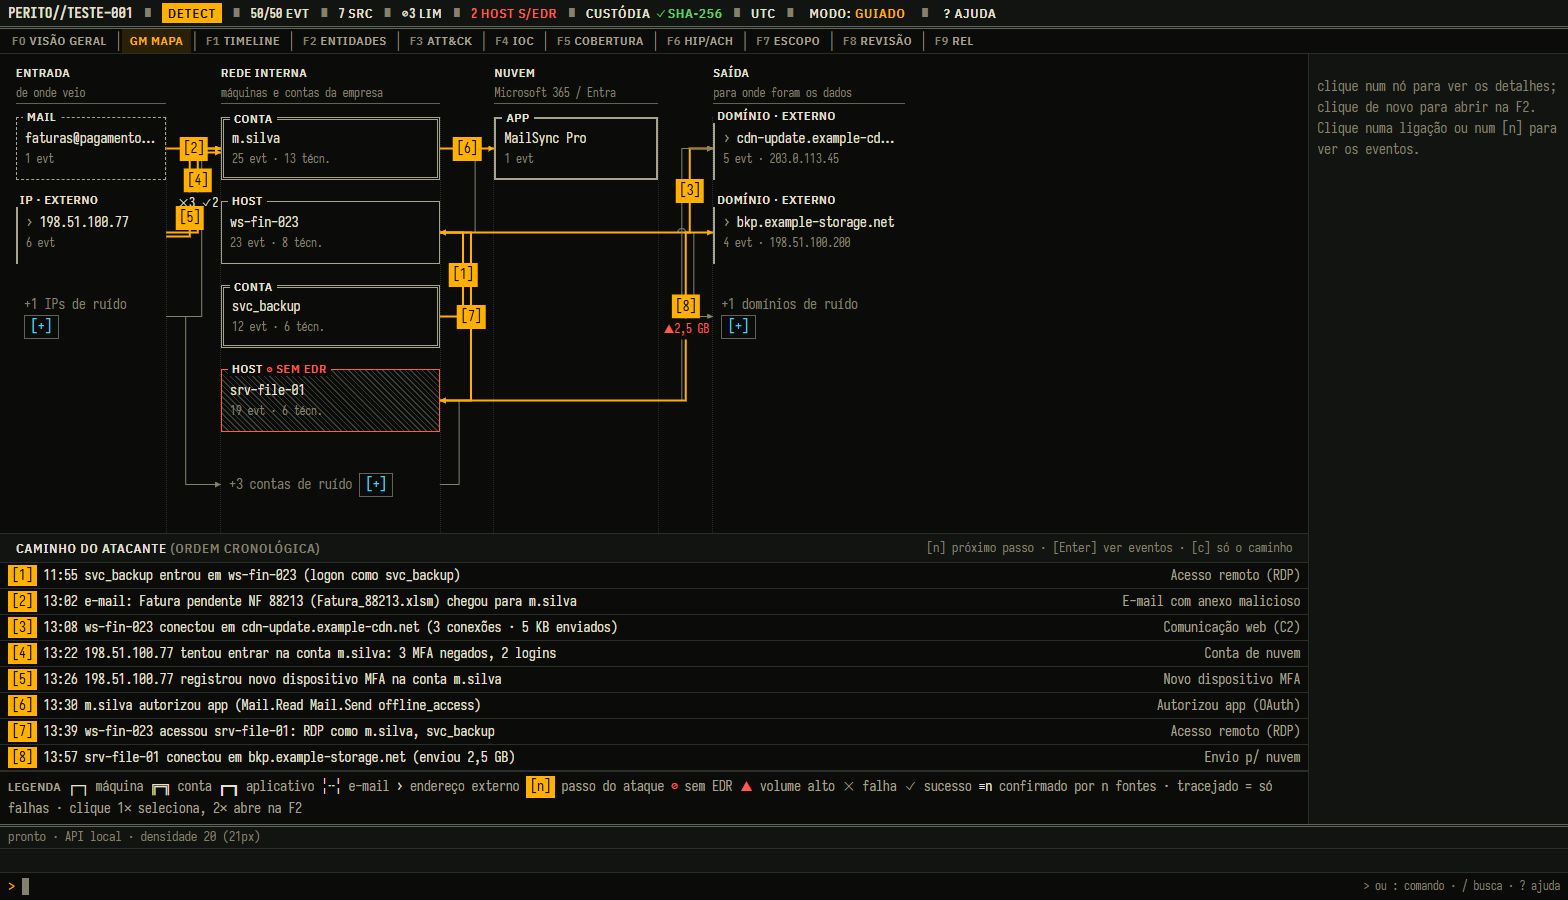 PERITO//TESTE-001 DETECT 50/50 EVT 7 SRC ⊘3 LIM 2 HOST S/EDR CUSTÓDIA ✓SHA-256 UTC MODO: GUIADO ? AJUDA
F0 VISÃO GERAL GM MAPA F1 TIMELINE F2 ENTIDADES F3 ATT&CK F4 IOC F5 COBERTURA F6 HIP/ACH F7 ESCOPO F8 REVISÃO F9 REL
ENTRADA
de onde veio
REDE INTERNA
máquinas e contas da empresa
NUVEM
Microsoft 365 / Entra
SAÍDA
para onde foram os dados
MAIL
faturas@pagamento...
1 evt
IP · EXTERNO
› 198.51.100.77
6 evt
+1 IPs de ruído
[+]
[2]
[4]
×3 ✓2
[5]
CONTA
m.silva
25 evt · 13 técn.
HOST
ws-fin-023
23 evt · 8 técn.
CONTA
svc_backup
12 evt · 6 técn.
HOST ⊘ SEM EDR
srv-file-01
19 evt · 6 técn.
+3 contas de ruído [+]
[6]
[1]
[7]
APP
MailSync Pro
1 evt
[3]
[8]
▲2,5 GB
DOMÍNIO · EXTERNO
› cdn-update.example-cd...
5 evt · 203.0.113.45
DOMÍNIO · EXTERNO
› bkp.example-storage.net
4 evt · 198.51.100.200
+1 domínios de ruído
[+]
clique num nó para ver os detalhes;
clique de novo para abrir na F2.
Clique numa ligação ou num [n] para
ver os eventos.
CAMINHO DO ATACANTE (ORDEM CRONOLÓGICA) [n] próximo passo · [Enter] ver eventos · [c] só o caminho
[1] 11:55 svc_backup entrou em ws-fin-023 (logon como svc_backup) Acesso remoto (RDP)
[2] 13:02 e-mail: Fatura pendente NF 88213 (Fatura_88213.xlsm) chegou para m.silva E-mail com anexo malicioso
[3] 13:08 ws-fin-023 conectou em cdn-update.example-cdn.net (3 conexões · 5 KB enviados) Comunicação web (C2)
[4] 13:22 198.51.100.77 tentou entrar na conta m.silva: 3 MFA negados, 2 logins Conta de nuvem
[5] 13:26 198.51.100.77 registrou novo dispositivo MFA na conta m.silva Novo dispositivo MFA
[6] 13:30 m.silva autorizou app (Mail.Read Mail.Send offline_access) Autorizou app (OAuth)
[7] 13:39 ws-fin-023 acessou srv-file-01: RDP como m.silva, svc_backup Acesso remoto (RDP)
[8] 13:57 srv-file-01 conectou em bkp.example-storage.net (enviou 2,5 GB) Envio p/ nuvem
LEGENDA máquina conta aplicativo e-mail › endereço externo [n] passo do ataque ⊘ sem EDR ▲ volume alto × falha ✓ sucesso ≡n confirmado por n fontes · tracejado = só
falhas · clique 1× seleciona, 2× abre na F2
pronto · API local · densidade 20 (21px)
> > ou : comando · / busca · ? ajuda